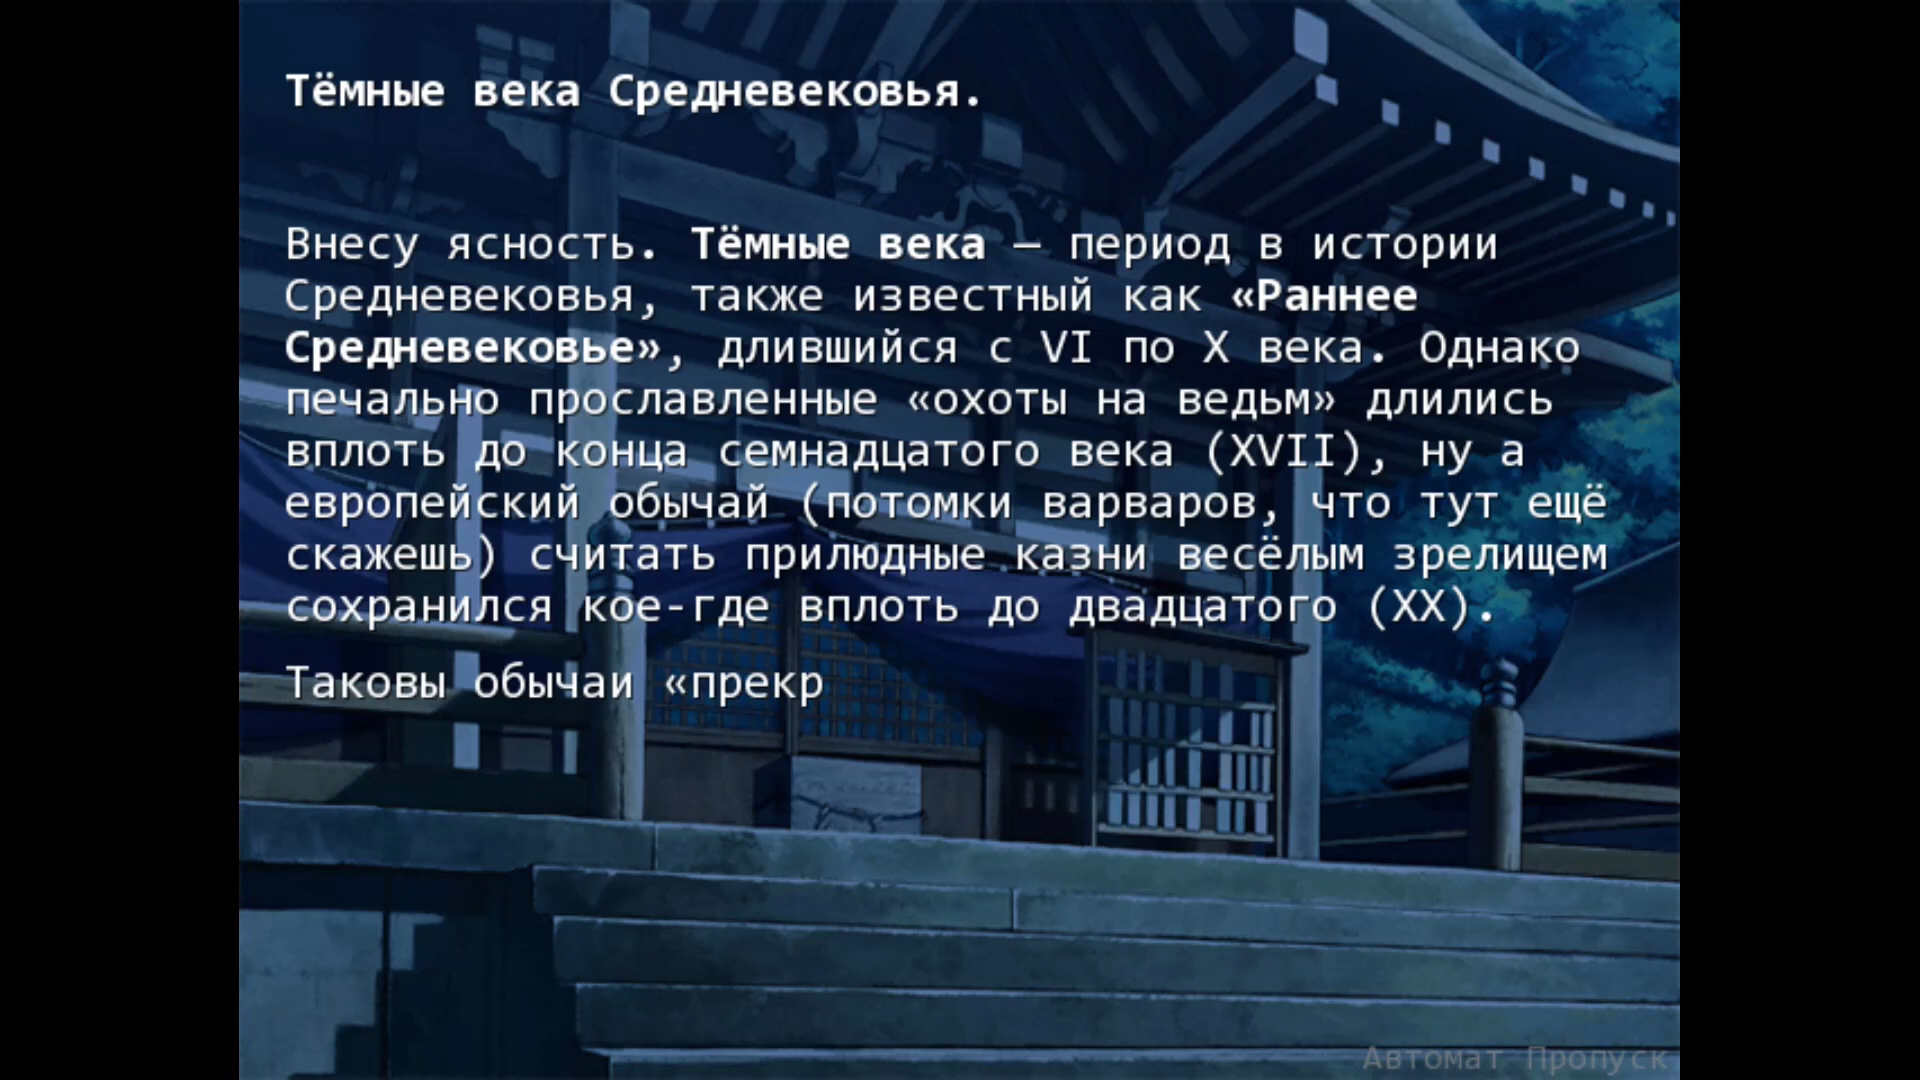 Тёмные века Средневековья.
Внесу ясность. Тёмные века — период в истории
Средневековья, также известный как «Раннее
Средневековье», длившийся с VI по X века. Однако
печально прославленные «охоты на ведьм» длились
вплоть до конца семнадцатого века (XVII), ну а
европейский обычай (потомки варваров, что тут ещё
скажешь) считать прилюдные казни весёлым зрелищем
сохранился кое-где вплоть до двадцатого (XX).
Таковы обычаи «прекр
Автомат Пропуск